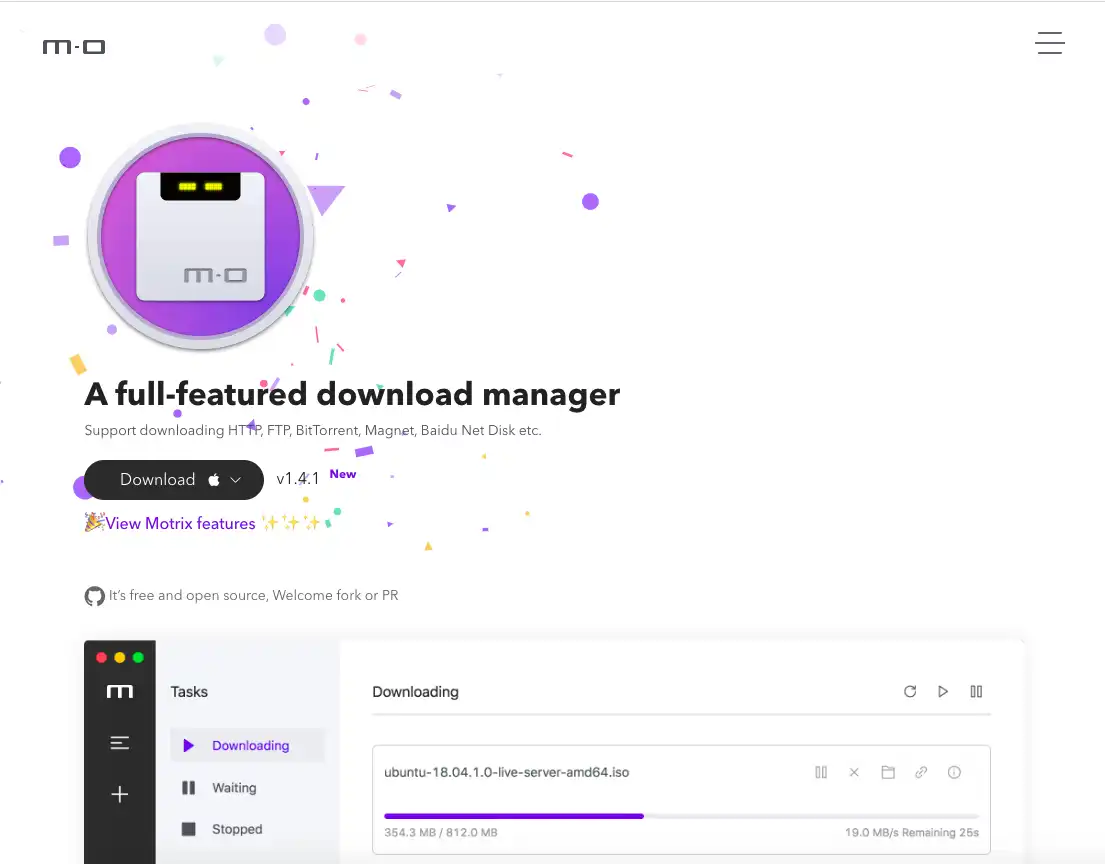 m-o
m-o
A full-featured download manager
Support downloading HTTP, FTP, BitTorrent, Magnet, Baidu Net Disk etc.
Download v1.4.1 New
🎉View Motrix features ✨✨✨
It's free and open source, Welcome fork or PR
m
Tasks
Downloading
Waiting
Stopped
Downloading
ubuntu-18.04.1.0-live-server-amd64.iso
354.3 MB / 812.0 MB 19.0 MB/s Remaining 25s